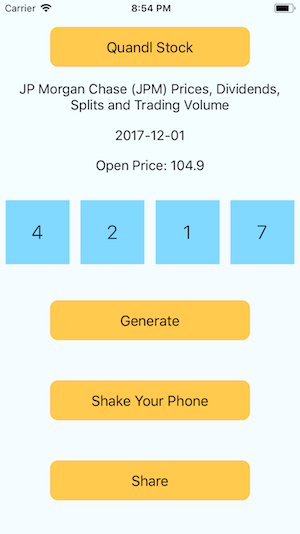 Carrier 8:54 PM
Quandl Stock
JP Morgan Chase (JPM) Prices, Dividends,
Splits and Trading Volume
2017-12-01
Open Price: 104.9
4 2 1 7
Generate
Shake Your Phone
Share